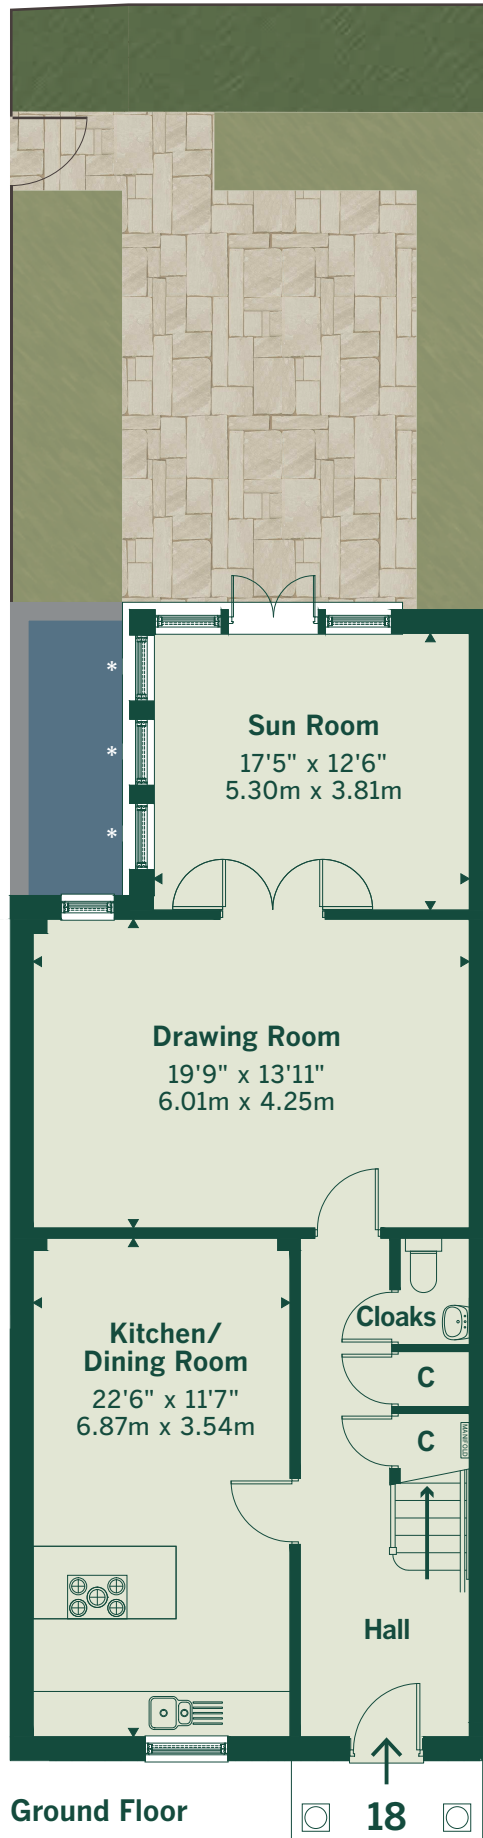 *
*
*
Sun Room
17'5" x 12'6"
5.30m x 3.81m
Drawing Room
19'9" x 13'11"
6.01m x 4.25m
Kitchen/
Dining Room
22'6" x 11'7"
6.87m x 3.54m
Cloaks
C
C
MANIFOLD
Hall
Ground Floor
18